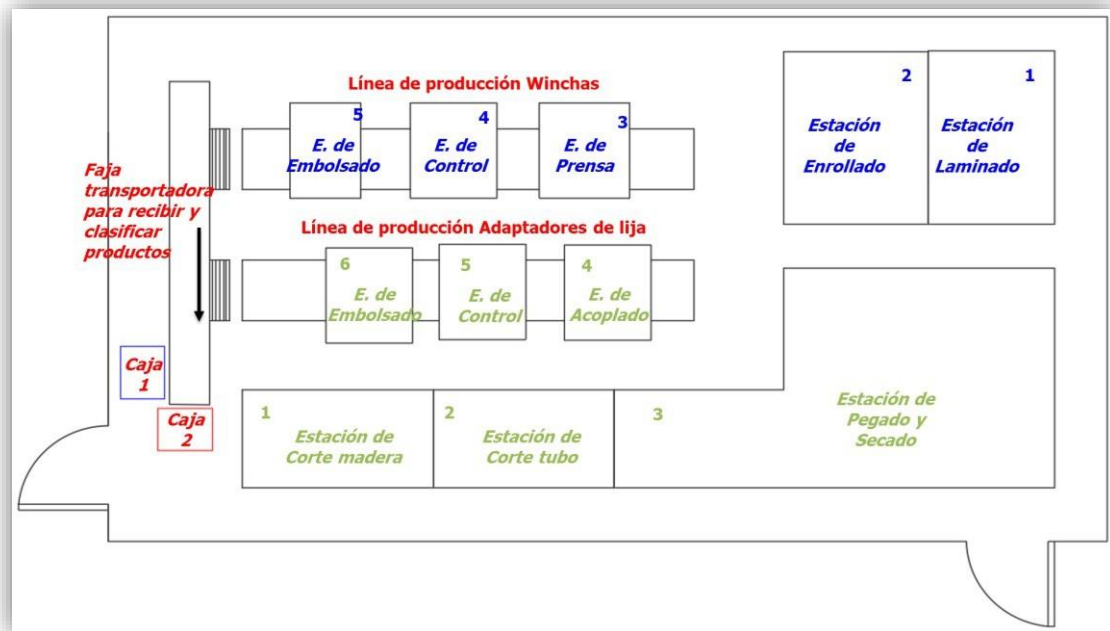 Línea de producción Winchas
5
E. de
Embolsado
4
E. de
Control
3
E. de
Prensa
2
Estación
de
Enrollado
1
Estación
de
Laminado
Faja
transportadora
para recibir y
clasificar
productos
Línea de producción Adaptadores de lija
6
E. de
Embolsado
5
E. de
Control
4
E. de
Acoplado
Caja
1
Caja
2
1
Estación de
Corte madera
2
Estación de
Corte tubo
3
Estación de
Pegado y
Secado